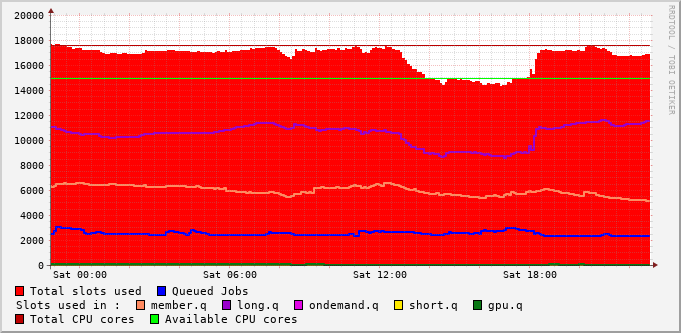 20000
18000
16000
14000
12000
10000
8000
6000
4000
2000
0
Sat 00:00 Sat 06:00 Sat 12:00 Sat 18:00
RRDTOOL / TOBI OETIKER
Total slots used Queued Jobs
Slots used in : member.q long.q ondemand.q short.q gpu.q
Total CPU cores Available CPU cores